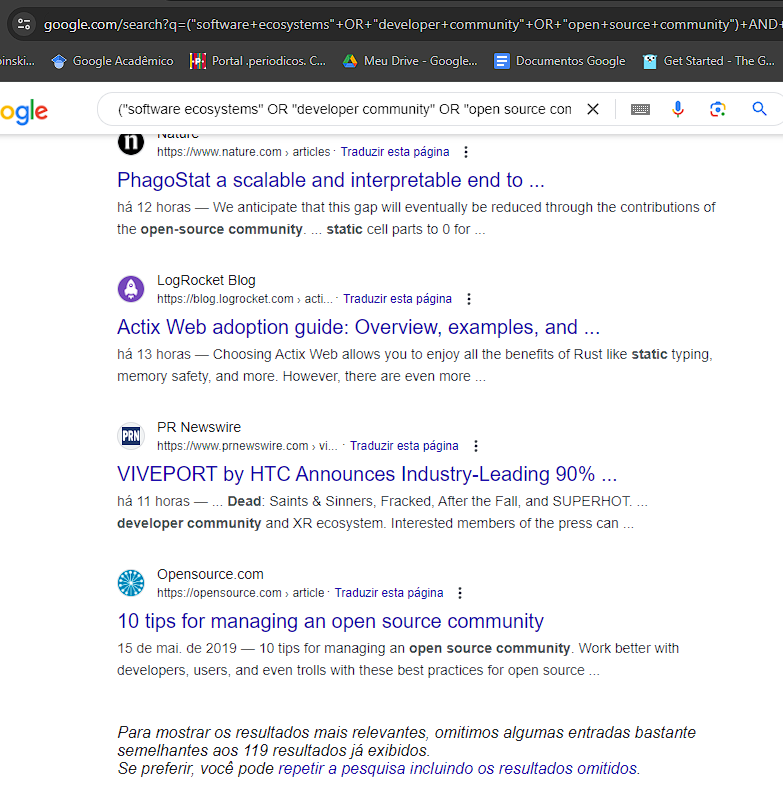 google.com/search?q=("software+ecosystems"+OR+"developer+community"+OR+"open+source+community")+AND+
pinski...
Google Acadêmico
Portal .periodicos. C...
Meu Drive - Google...
Documentos Google
Get Started - The G...
ogle
("software ecosystems" OR "developer community" OR "open source con
n
Nature
https://www.nature.com › articles · Traduzir esta página
PhagoStat a scalable and interpretable end to ...
há 12 horas — We anticipate that this gap will eventually be reduced through the contributions of
the open-source community. ... static cell parts to 0 for ...
LogRocket Blog
https://blog.logrocket.com › acti... · Traduzir esta página
Actix Web adoption guide: Overview, examples, and ...
há 13 horas — Choosing Actix Web allows you to enjoy all the benefits of Rust like static typing,
memory safety, and more. However, there are even more ...
PRN
PR Newswire
https://www.prnewswire.com › vi... · Traduzir esta página
VIVEPORT by HTC Announces Industry-Leading 90% ...
há 11 horas — ... Dead: Saints & Sinners, Fracked, After the Fall, and SUPERHOT. ...
developer community and XR ecosystem. Interested members of the press can ...
Opensource.com
https://opensource.com › article · Traduzir esta página
10 tips for managing an open source community
15 de mai. de 2019 — 10 tips for managing an open source community. Work better with
developers, users, and even trolls with these best practices for open source ...
Para mostrar os resultados mais relevantes, omitimos algumas entradas bastante
semelhantes aos 119 resultados já exibidos.
Se preferir, você pode repetir a pesquisa incluindo os resultados omitidos.